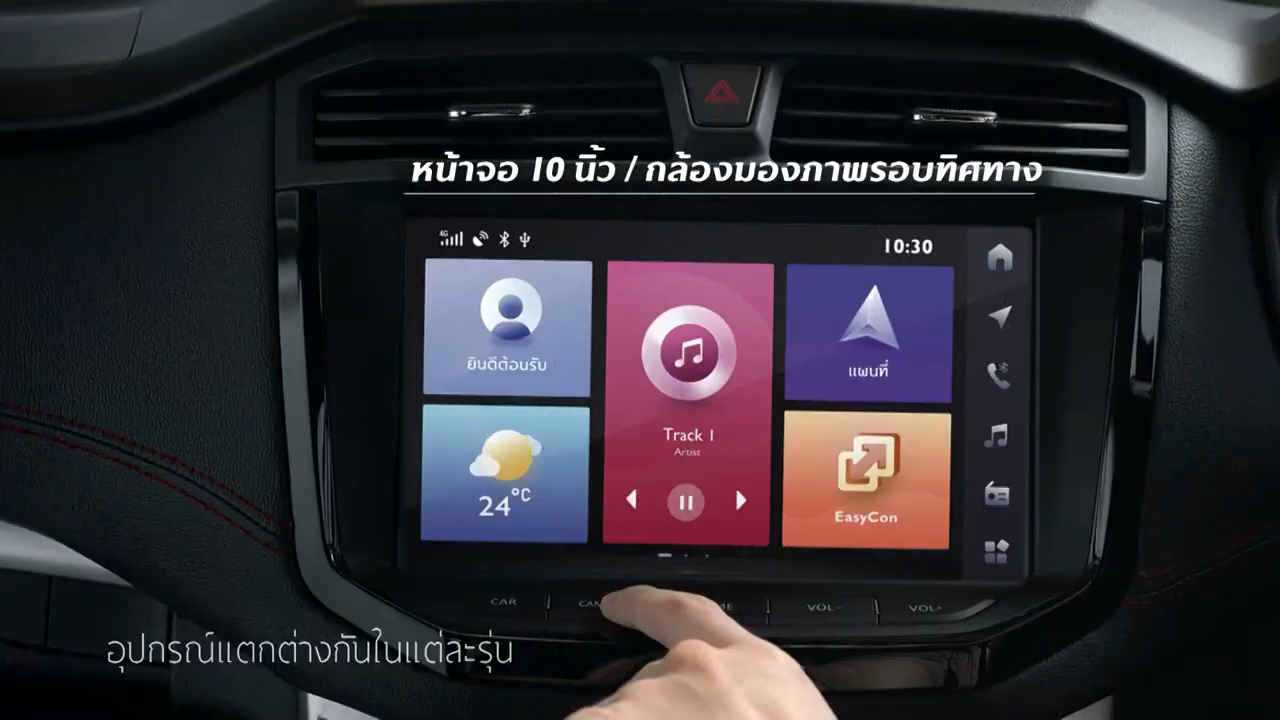 หน้าจอ 10 นิ้ว / กล้องมองภาพรอบทิศทาง
4G
10:30
ยินดีต้อนรับ
แผนที่
Track 1
Artist
24°C
EasyCon
CAR
VOL-
VOL+
อุปกรณ์แตกต่างกันในแต่ละรุ่น